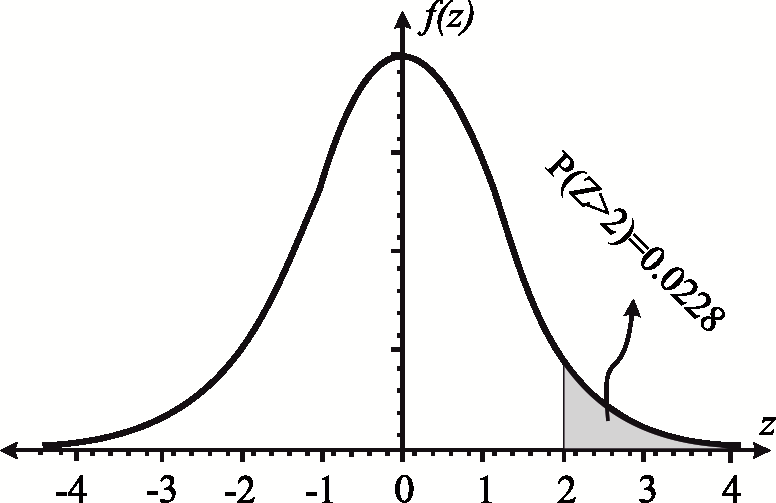 f(z)
P(Z>2)=0.0228
z
-4 -3 -2 -1 0 1 2 3 4